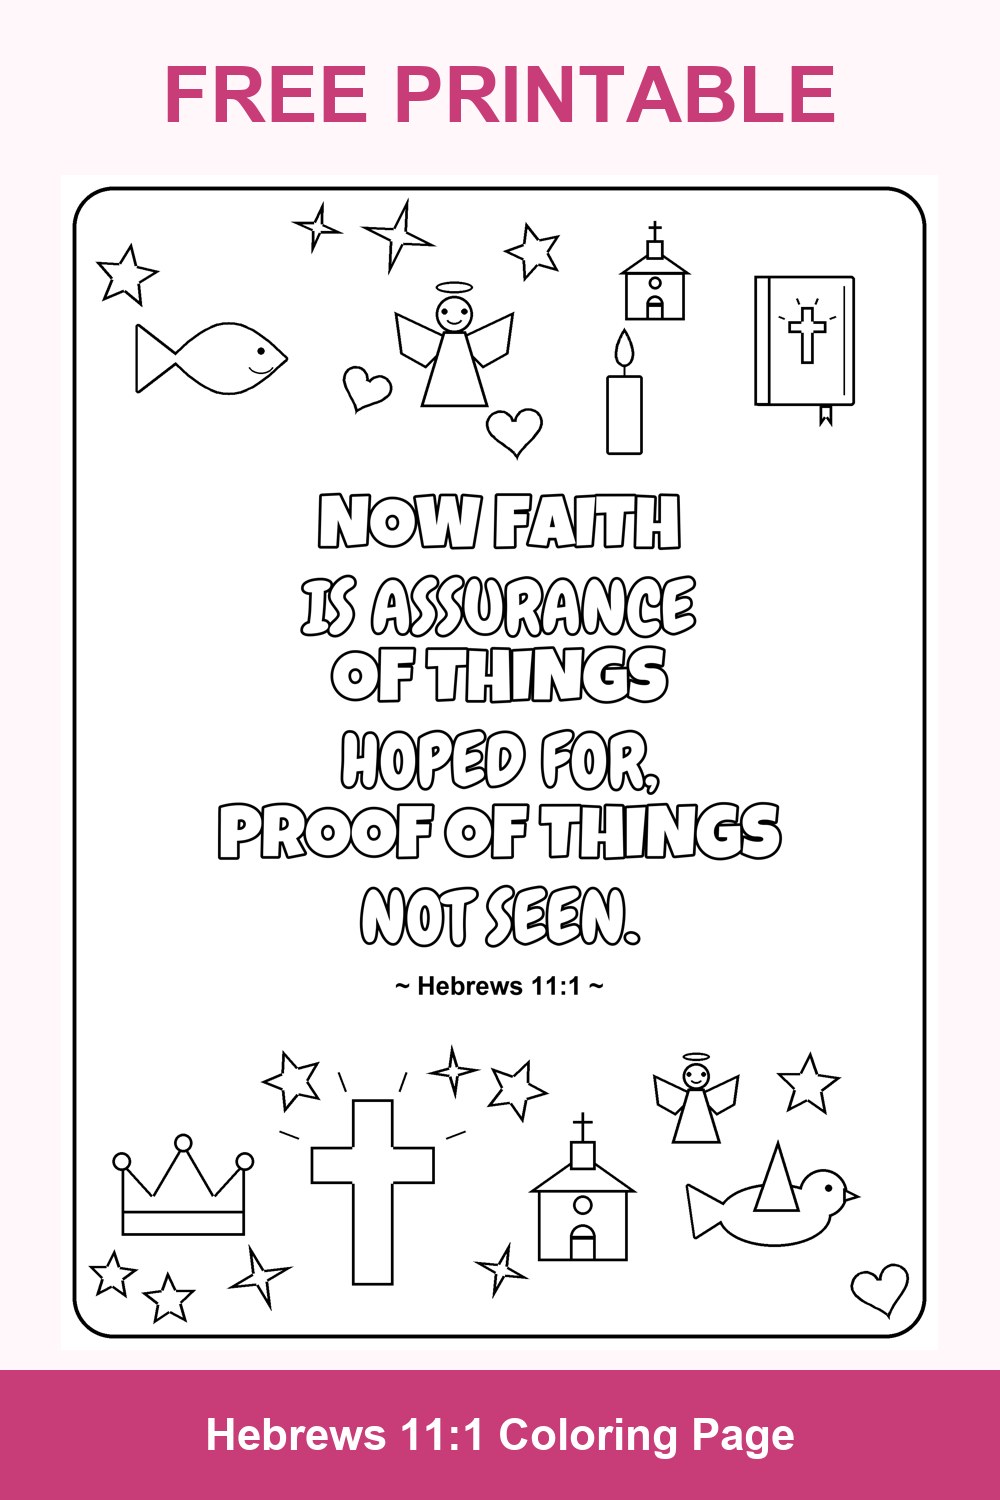 FREE PRINTABLE
NOW FAITH
IS ASSURANCE
OF THINGS
HOPED FOR,
PROOF OF THINGS
NOT SEEN.
~ Hebrews 11:1 ~
Hebrews 11:1 Coloring Page